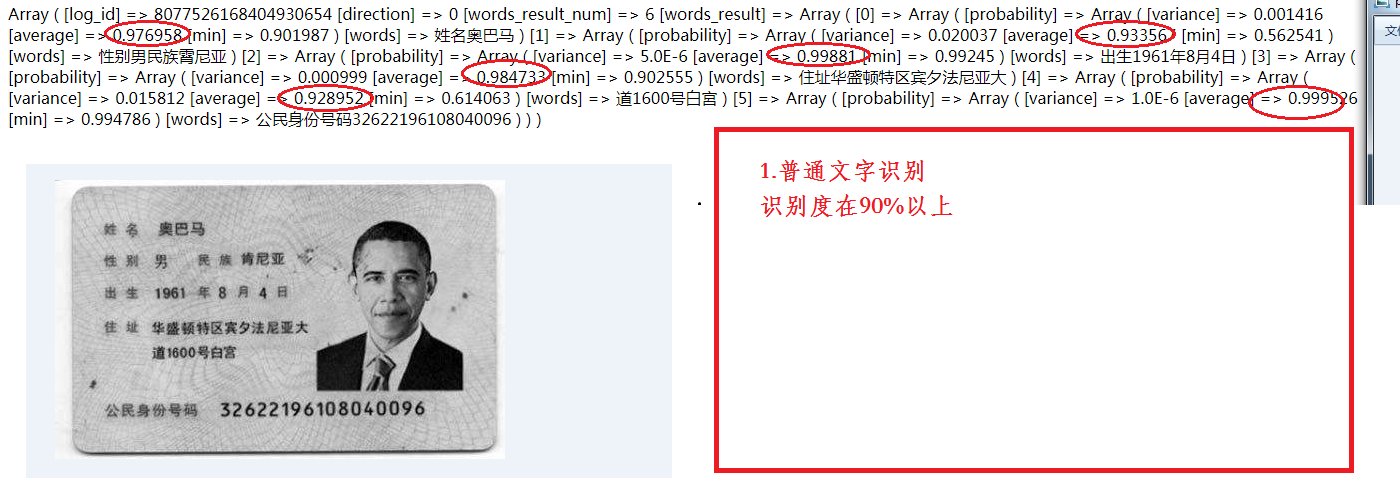 Array ( [log_id] => 8077526168404930654 [direction] => 0 [words_result_num] => 6 [words_result] => Array ( [0] => Array ( [probability] => Array ( [variance] => 0.001416
[average] => 0.976958 [min] => 0.901987 ) [words] => 姓名奥巴马 ) [1] => Array ( [probability] => Array ( [variance] => 0.020037 [average] => 0.93356 [min] => 0.562541 )
[words] => 性别男民族霄尼亚 ) [2] => Array ( [probability] => Array ( [variance] => 5.0E-6 [average] => 0.99881 [min] => 0.99245 ) [words] => 出生1961年8月4日 ) [3] => Array (
[probability] => Array ( [variance] => 0.000999 [average] => 0.984733 [min] => 0.902555 ) [words] => 住址华盛顿特区宾夕法尼亚大 ) [4] => Array ( [probability] => Array (
[variance] => 0.015812 [average] => 0.928952 [min] => 0.614063 ) [words] => 道1600号白宫 ) [5] => Array ( [probability] => Array ( [variance] => 1.0E-6 [average] => 0.999526
[min] => 0.994786 ) [words] => 公民身份号码32622196108040096 ) ) )
姓名 奥巴马
性别 男 民族 肯尼亚
出生 1961 年 8 月 4 日
住址 华盛顿特区宾夕法尼亚大
道1600号白宫
公民身份号码 32622196108040096
1.普通文字识别
识别度在90%以上